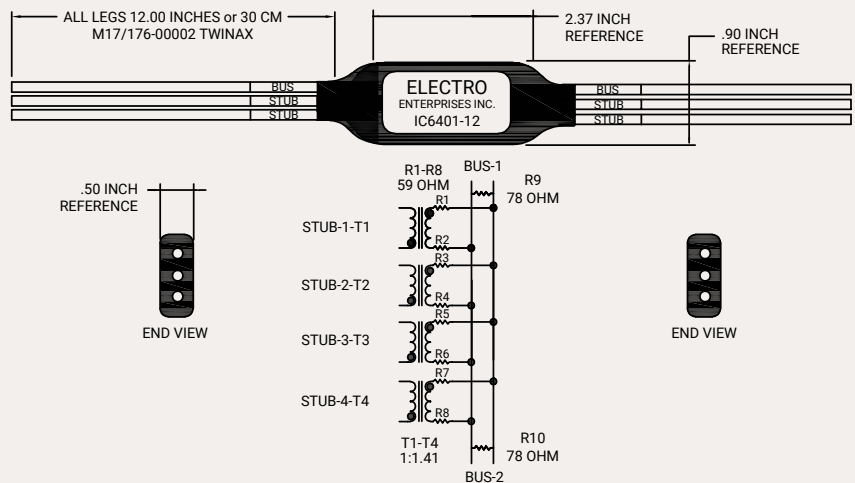 ALL LEGS 12.00 INCHES or 30 CM
M17/176-00002 TWINAX
2.37 INCH
REFERENCE
.90 INCH
REFERENCE
BUS
STUB
STUB
ELECTRO
ENTERPRISES INC.
IC6401-12
BUS
STUB
STUB
.50 INCH
REFERENCE
END VIEW
R1-R8
59 OHM
BUS-1
R9
78 OHM
STUB-1-T1
R1
R2
STUB-2-T2
R3
R4
STUB-3-T3
R5
R6
STUB-4-T4
R7
R8
T1-T4
1:1.41
R10
78 OHM
BUS-2
END VIEW